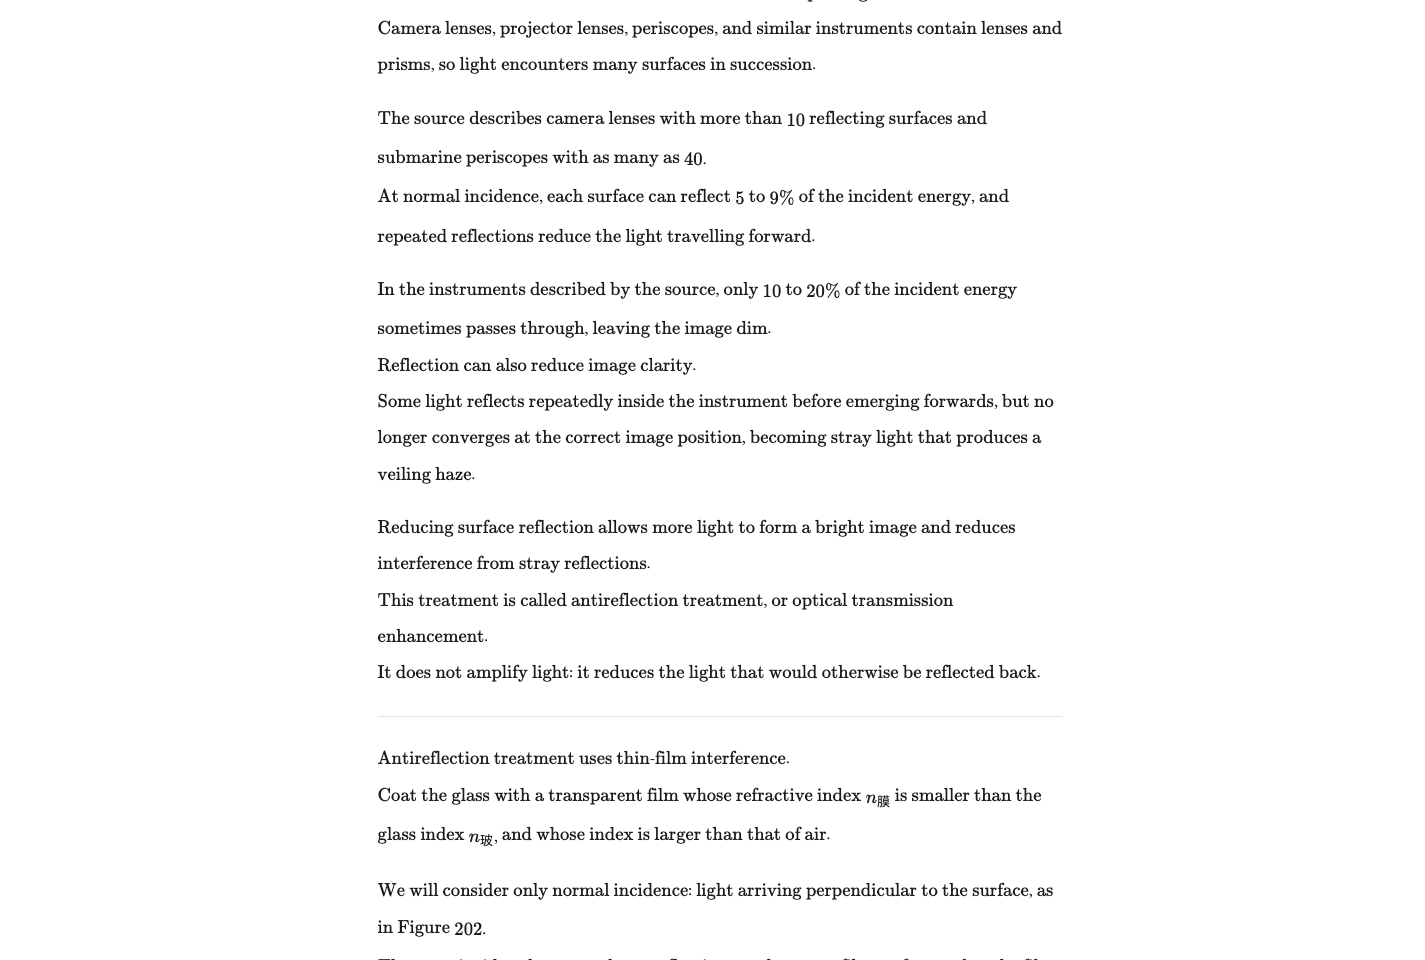 Camera lenses, projector lenses, periscopes, and similar instruments contain lenses and
prisms, so light encounters many surfaces in succession.
The source describes camera lenses with more than 10 reflecting surfaces and
submarine periscopes with as many as 40.
At normal incidence, each surface can reflect 5 to 9% of the incident energy, and
repeated reflections reduce the light travelling forward.
In the instruments described by the source, only 10 to 20% of the incident energy
sometimes passes through, leaving the image dim.
Reflection can also reduce image clarity.
Some light reflects repeatedly inside the instrument before emerging forwards, but no
longer converges at the correct image position, becoming stray light that produces a
veiling haze.
Reducing surface reflection allows more light to form a bright image and reduces
interference from stray reflections.
This treatment is called antireflection treatment, or optical transmission
enhancement.
It does not amplify light: it reduces the light that would otherwise be reflected back.
Antireflection treatment uses thin-film interference.
Coat the glass with a transparent film whose refractive index n膜 is smaller than the
glass index n玻, and whose index is larger than that of air.
We will consider only normal incidence: light arriving perpendicular to the surface, as
in Figure 202.